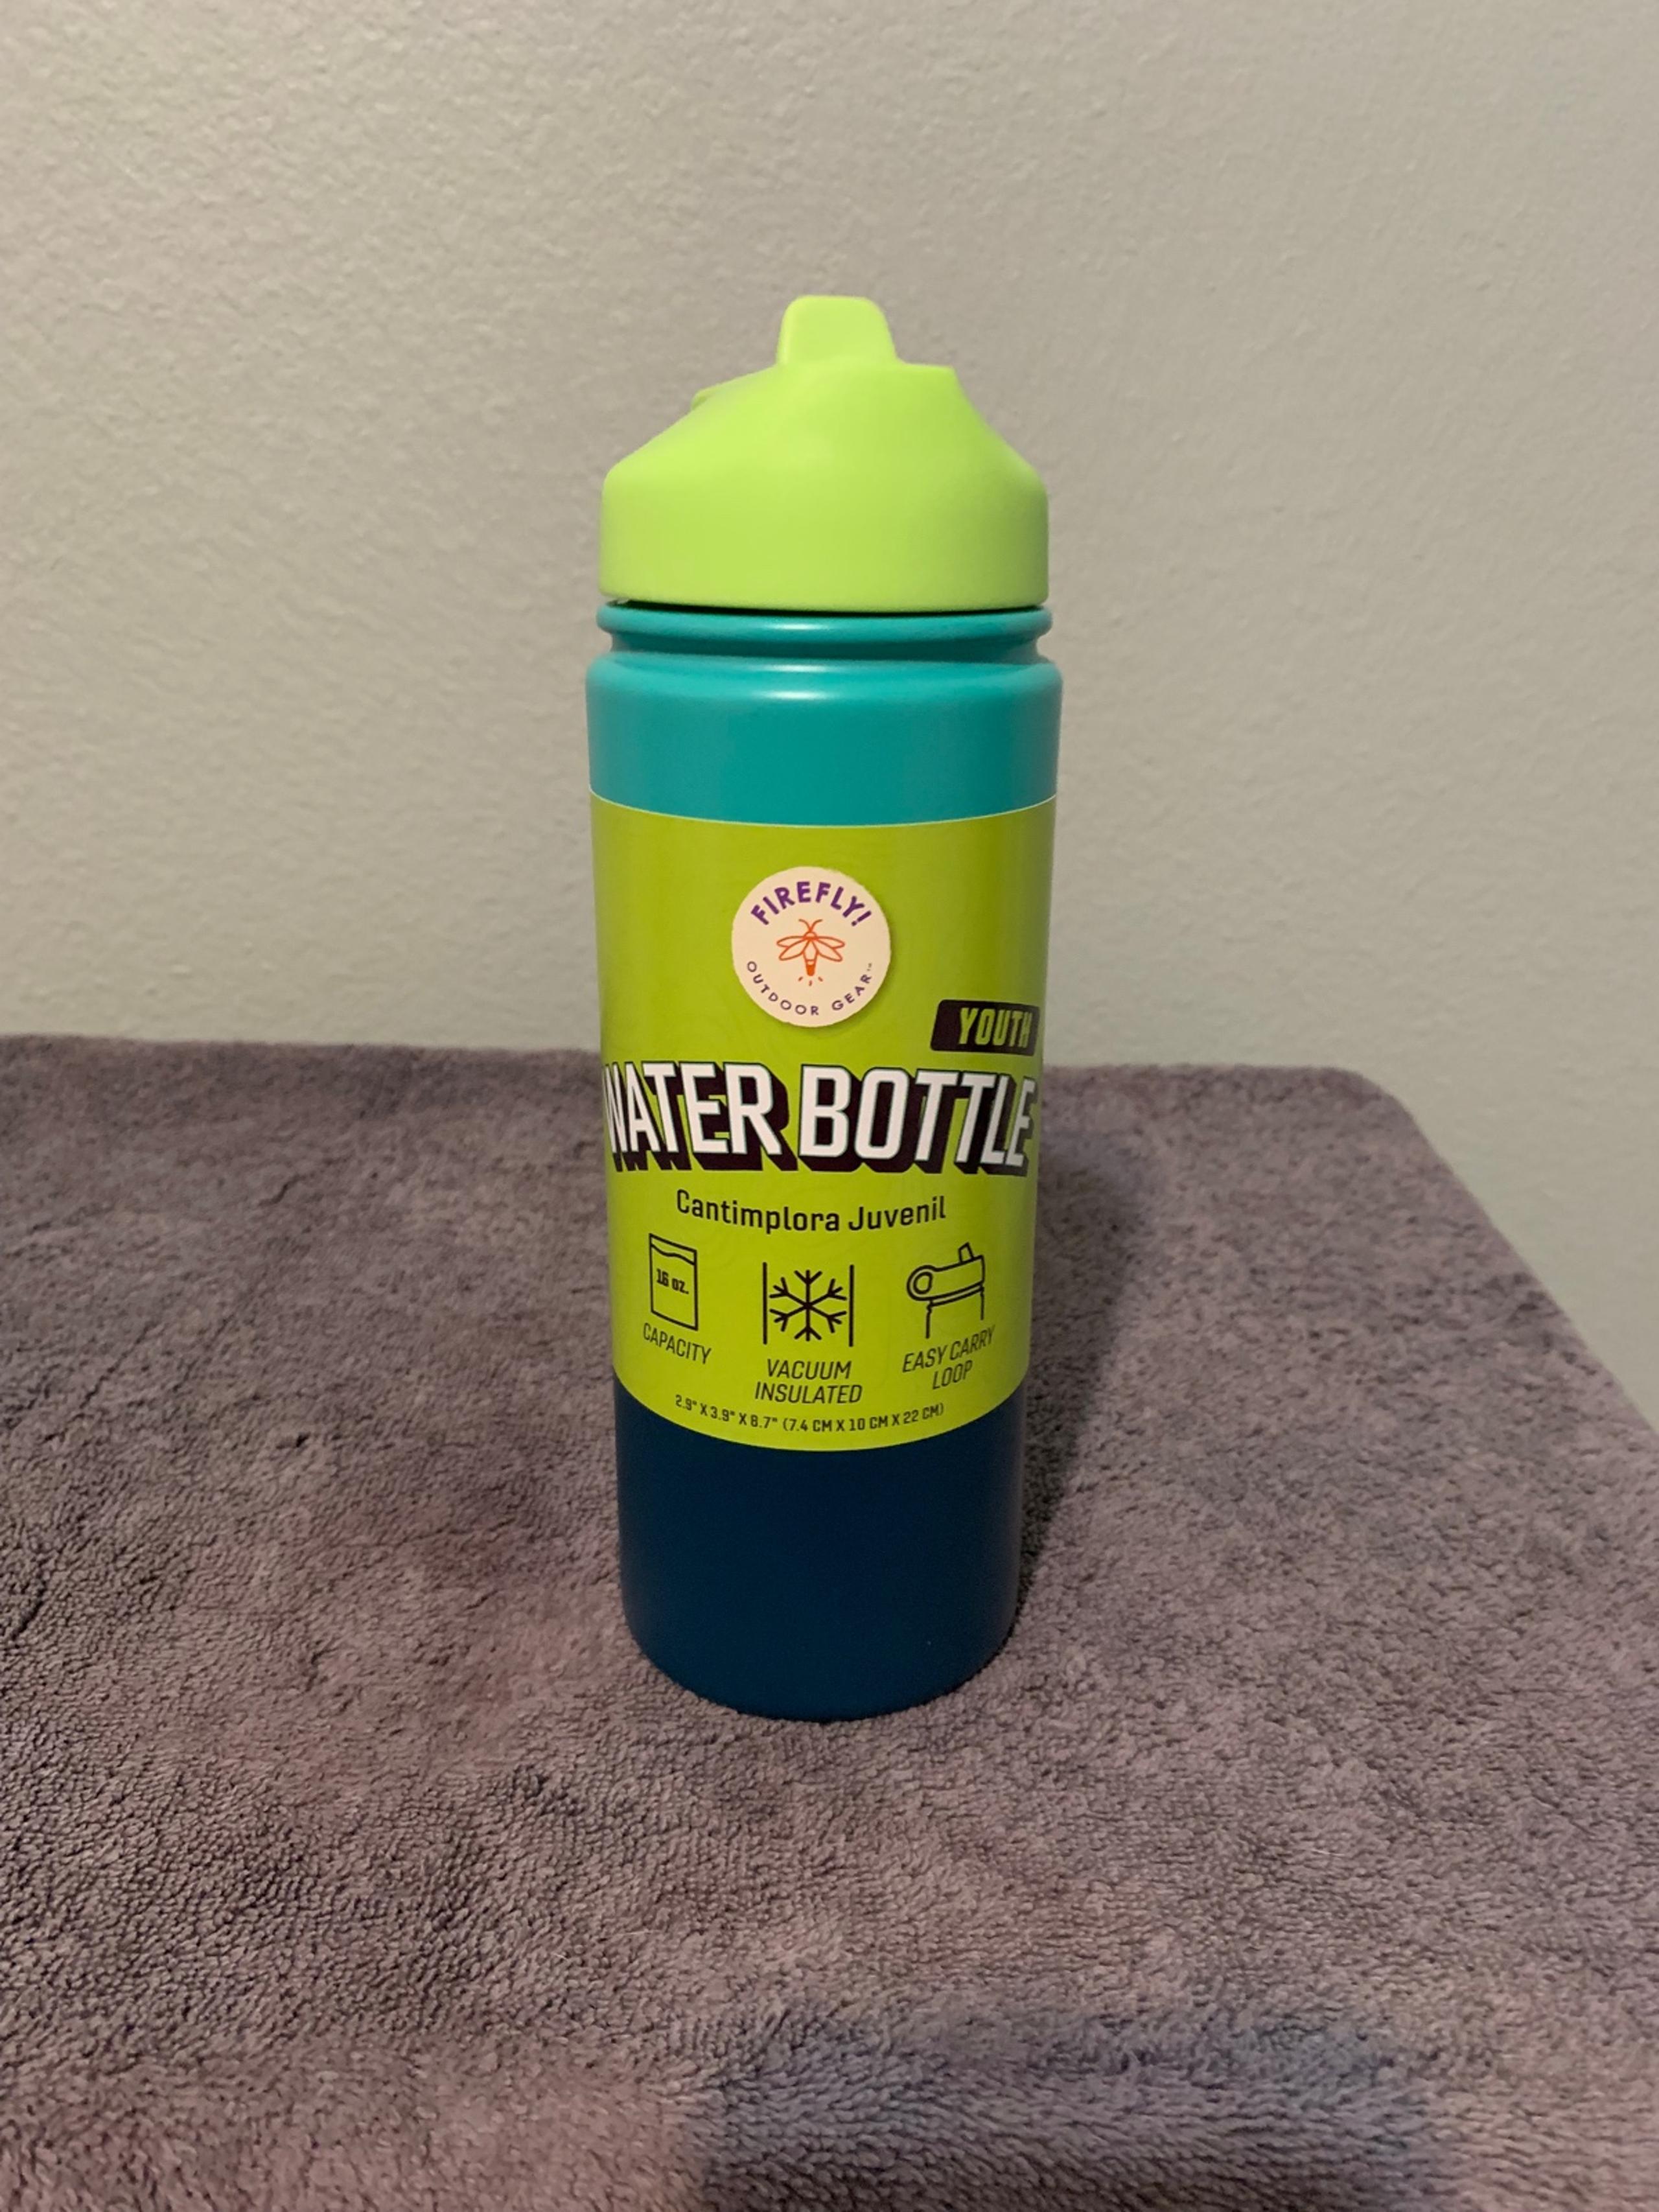 FIREFLY!
OUTDOOR GEAR™
YOUTH
WATER BOTTLE
Cantimplora Juvenil
16 oz.
CAPACITY
VACUUM
INSULATED
EASY CARRY
LOOP
2.9" X 3.9" X 8.7" (7.4 CM X 10 CM X 22 CM)